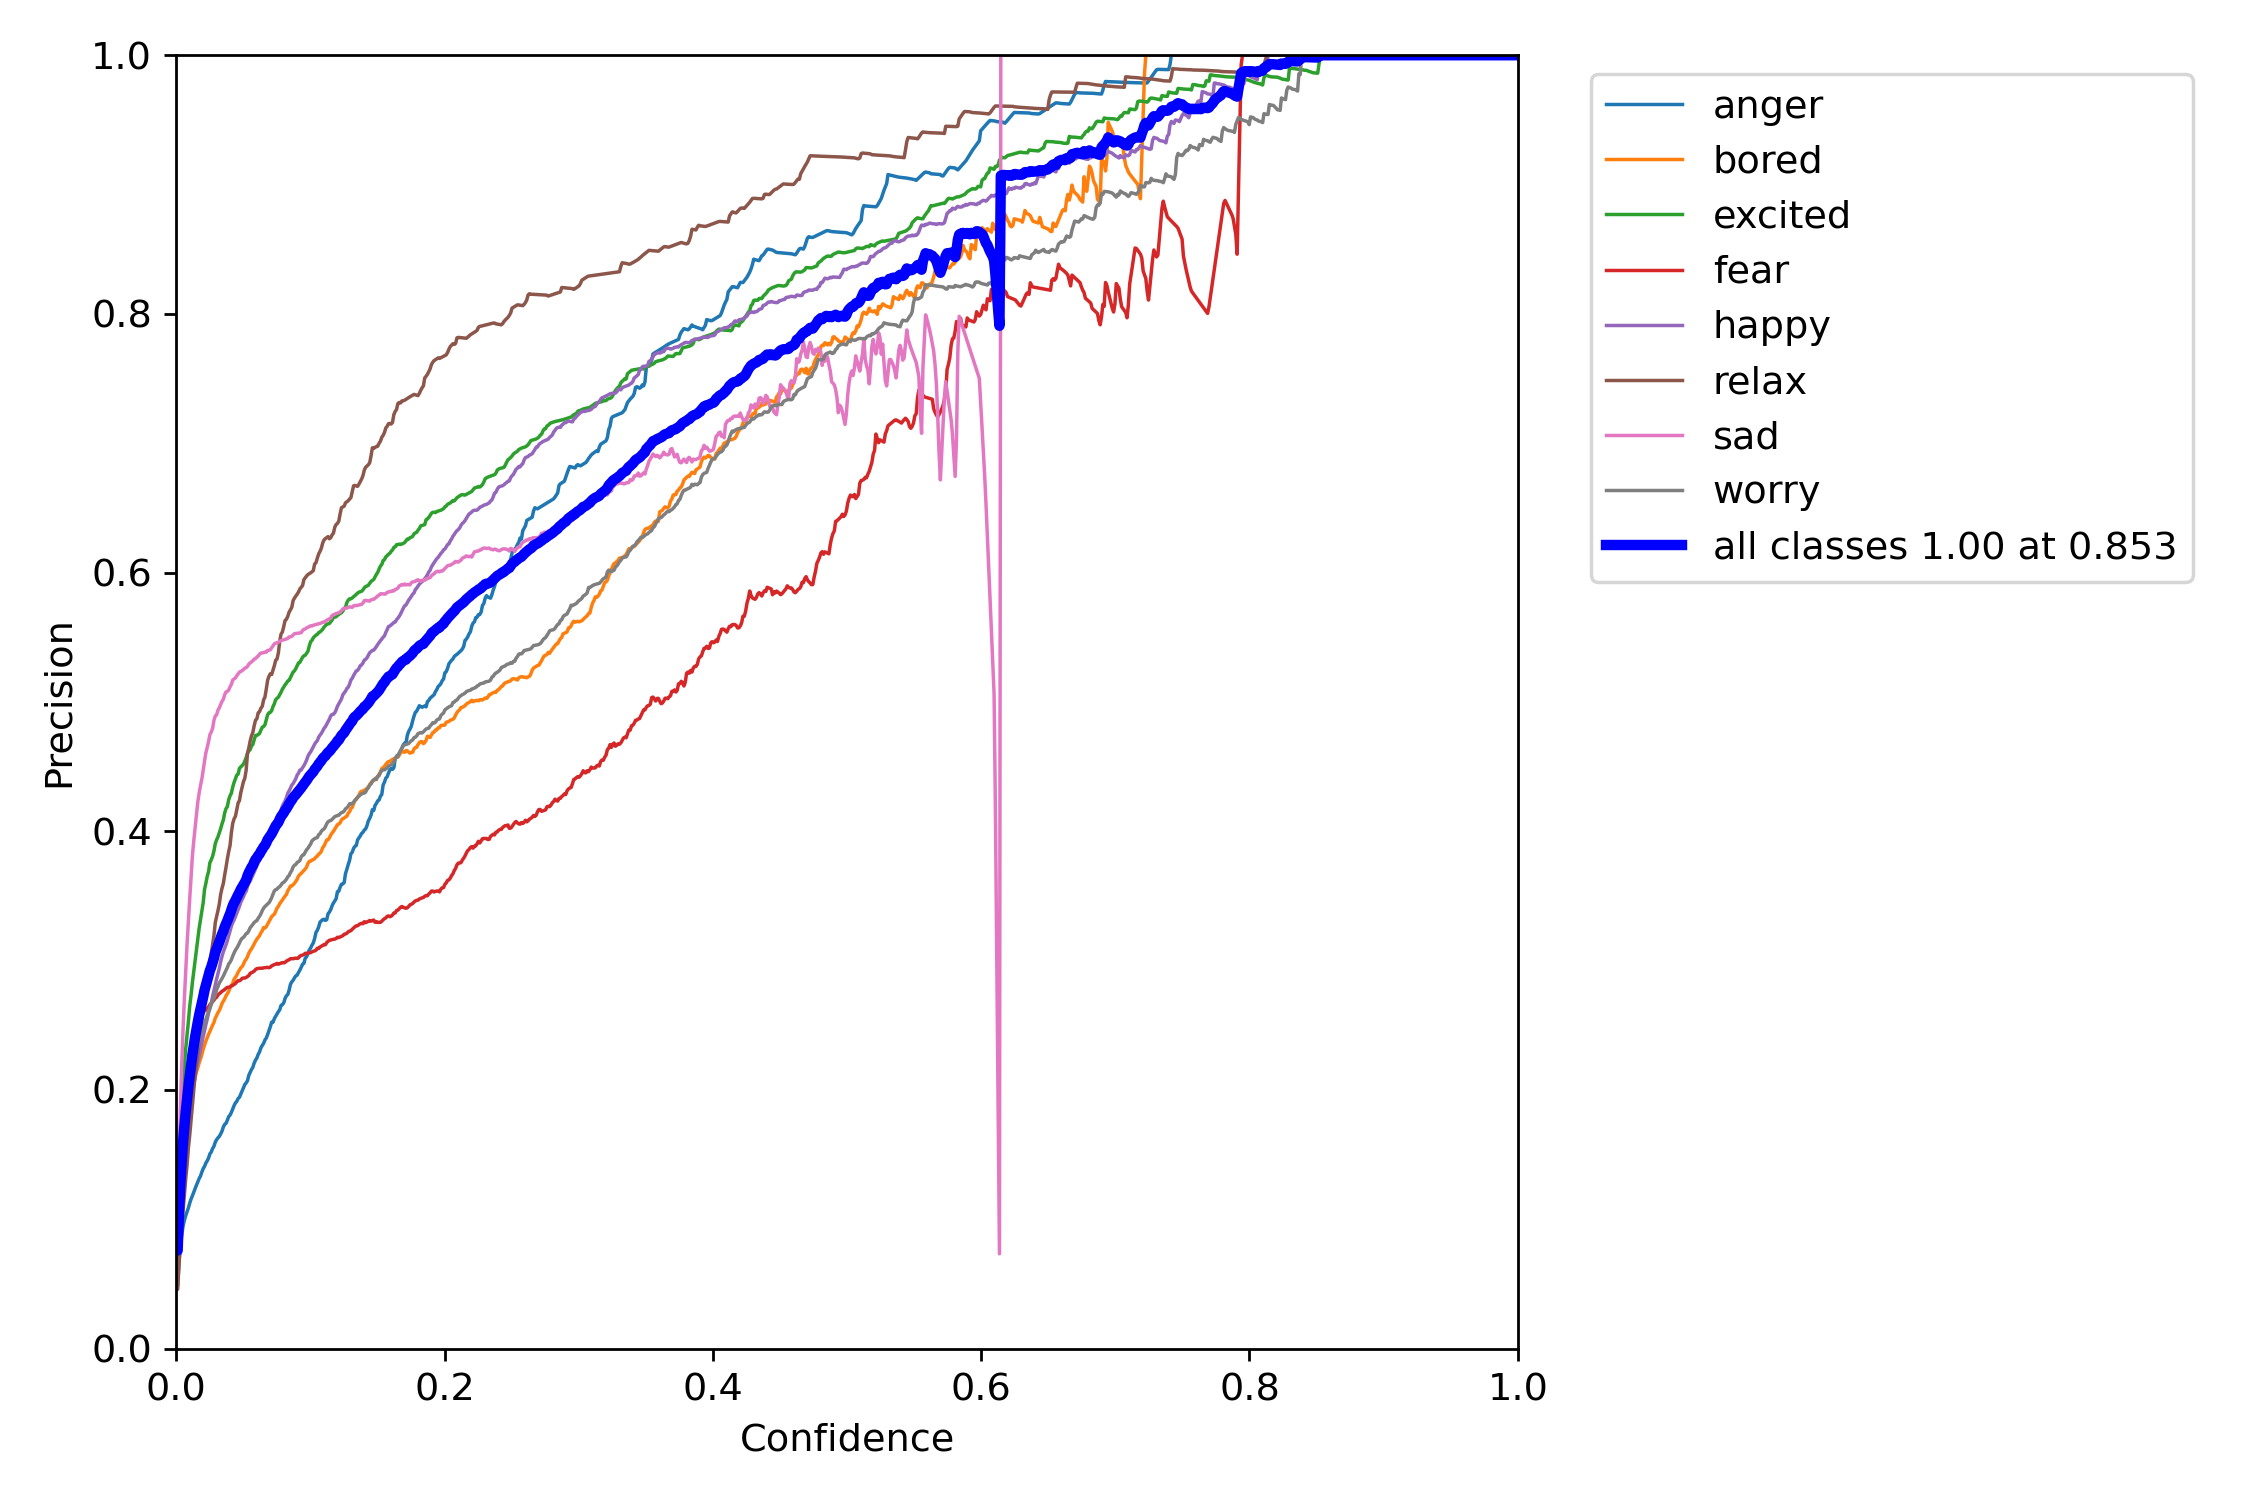 1.0
0.8
0.6
0.4
0.2
0.0
Precision
0.0 0.2 0.4 0.6 0.8 1.0
Confidence
anger
bored
excited
fear
happy
relax
sad
worry
all classes 1.00 at 0.853